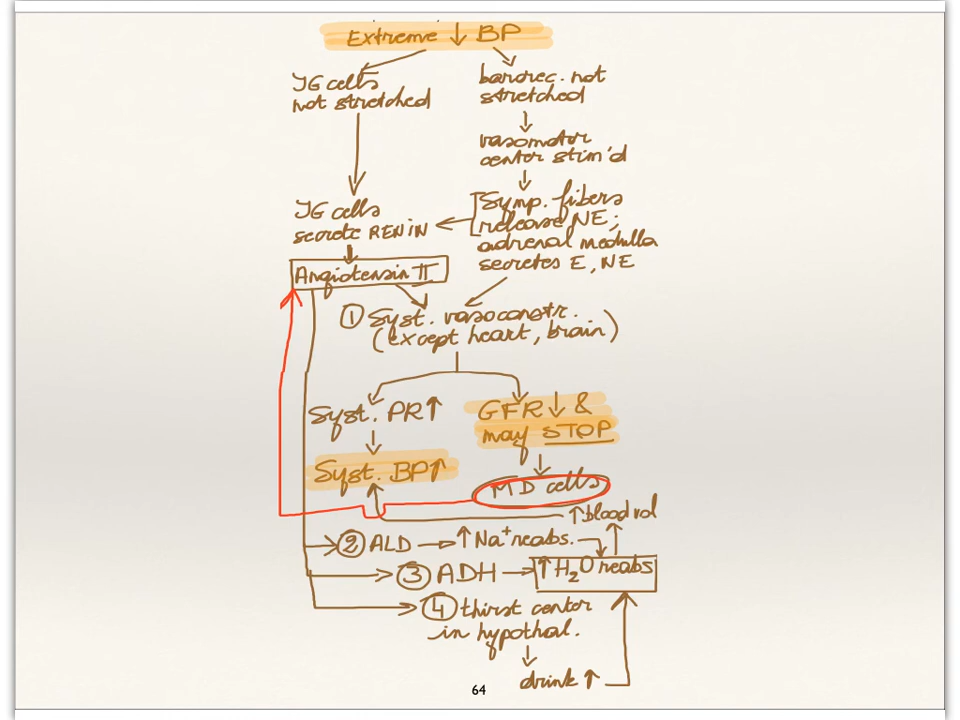 Extreme ↓ BP
JG cells
not stretched
barorec. not
stretched
vasomotor
center stim'd
JG cells
secrete RENIN
Symp. fibers
release NE;
adrenal medulla
secretes E, NE
Angiotensin II
① Syst. vasoconstr.
(except heart, brain)
Syst. PR↑
GFR↓ &
may STOP
Syst. BP↑
MD cells
↑blood vol
② ALD → ↑Na⁺ reabs.
③ ADH → ↑H₂O reabs
④ thirst center
in hypothal.
drink ↑
64